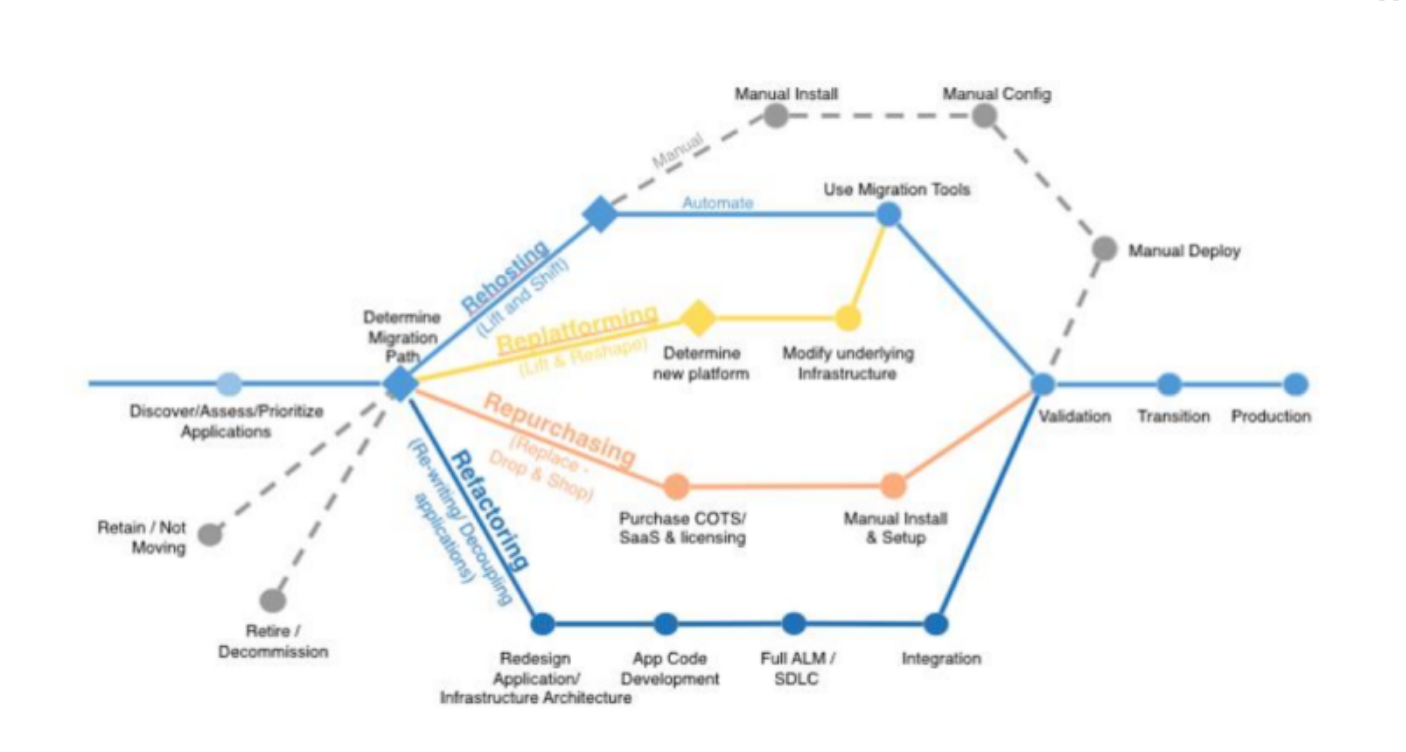 Manual Install
Manual Config
Manual
Use Migration Tools
Automate
Manual Deploy
Rehosting
(Lift and Shift)
Determine
Migration
Path
Replatforming
(Lift & Reshape)
Determine
new platform
Modify underlying
Infrastructure
Discover/Assess/Prioritize
Applications
Repurchasing
(Replace -
Drop & Shop)
Validation
Transition
Production
Refactoring
(Re-writing/ Decoupling
applications)
Purchase COTS/
SaaS & licensing
Manual Install
& Setup
Retain / Not
Moving
Retire /
Decommission
Redesign
Application/
Infrastructure Architecture
App Code
Development
Full ALM /
SDLC
Integration